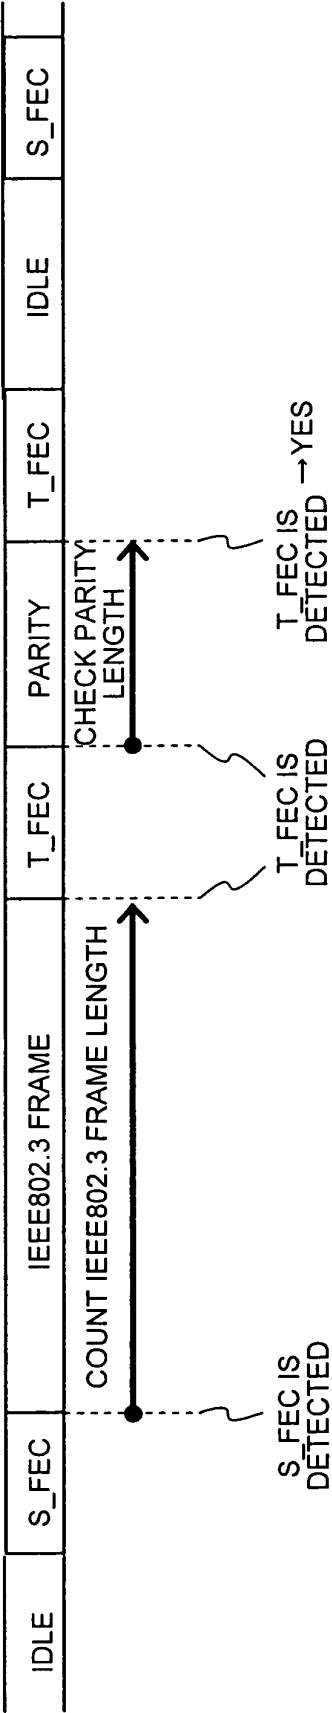 IDLE
S_FEC
IEEE802.3 FRAME
T_FEC
PARITY
T_FEC
IDLE
S_FEC
COUNT IEEE802.3 FRAME LENGTH
CHECK PARITY
LENGTH
S_FEC IS
DETECTED
T_FEC IS
DETECTED
T_FEC IS
DETECTED →YES